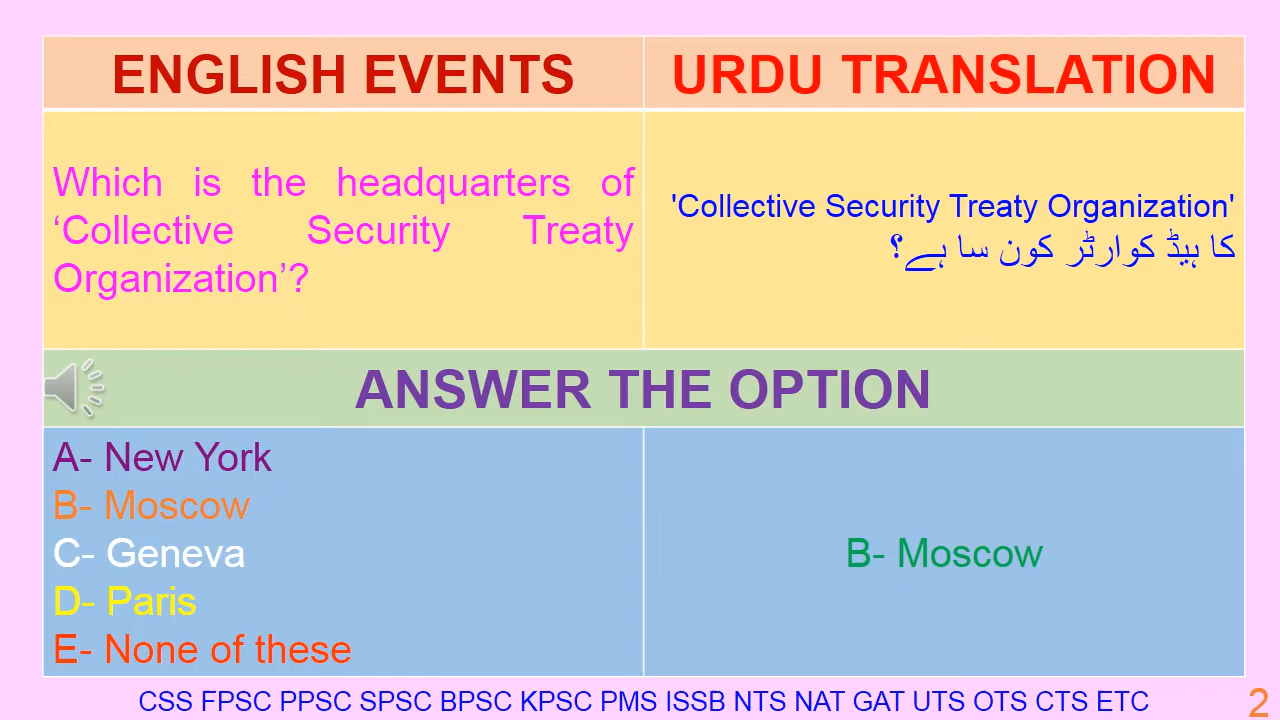 ENGLISH EVENTS
URDU TRANSLATION
Which is the headquarters of
‘Collective Security Treaty
Organization’?
'Collective Security Treaty Organization'
کا ہیڈ کوارٹر کون سا ہے؟
ANSWER THE OPTION
A- New York
B- Moscow
C- Geneva
D- Paris
E- None of these
B- Moscow
CSS FPSC PPSC SPSC BPSC KPSC PMS ISSB NTS NAT GAT UTS OTS CTS ETC
2